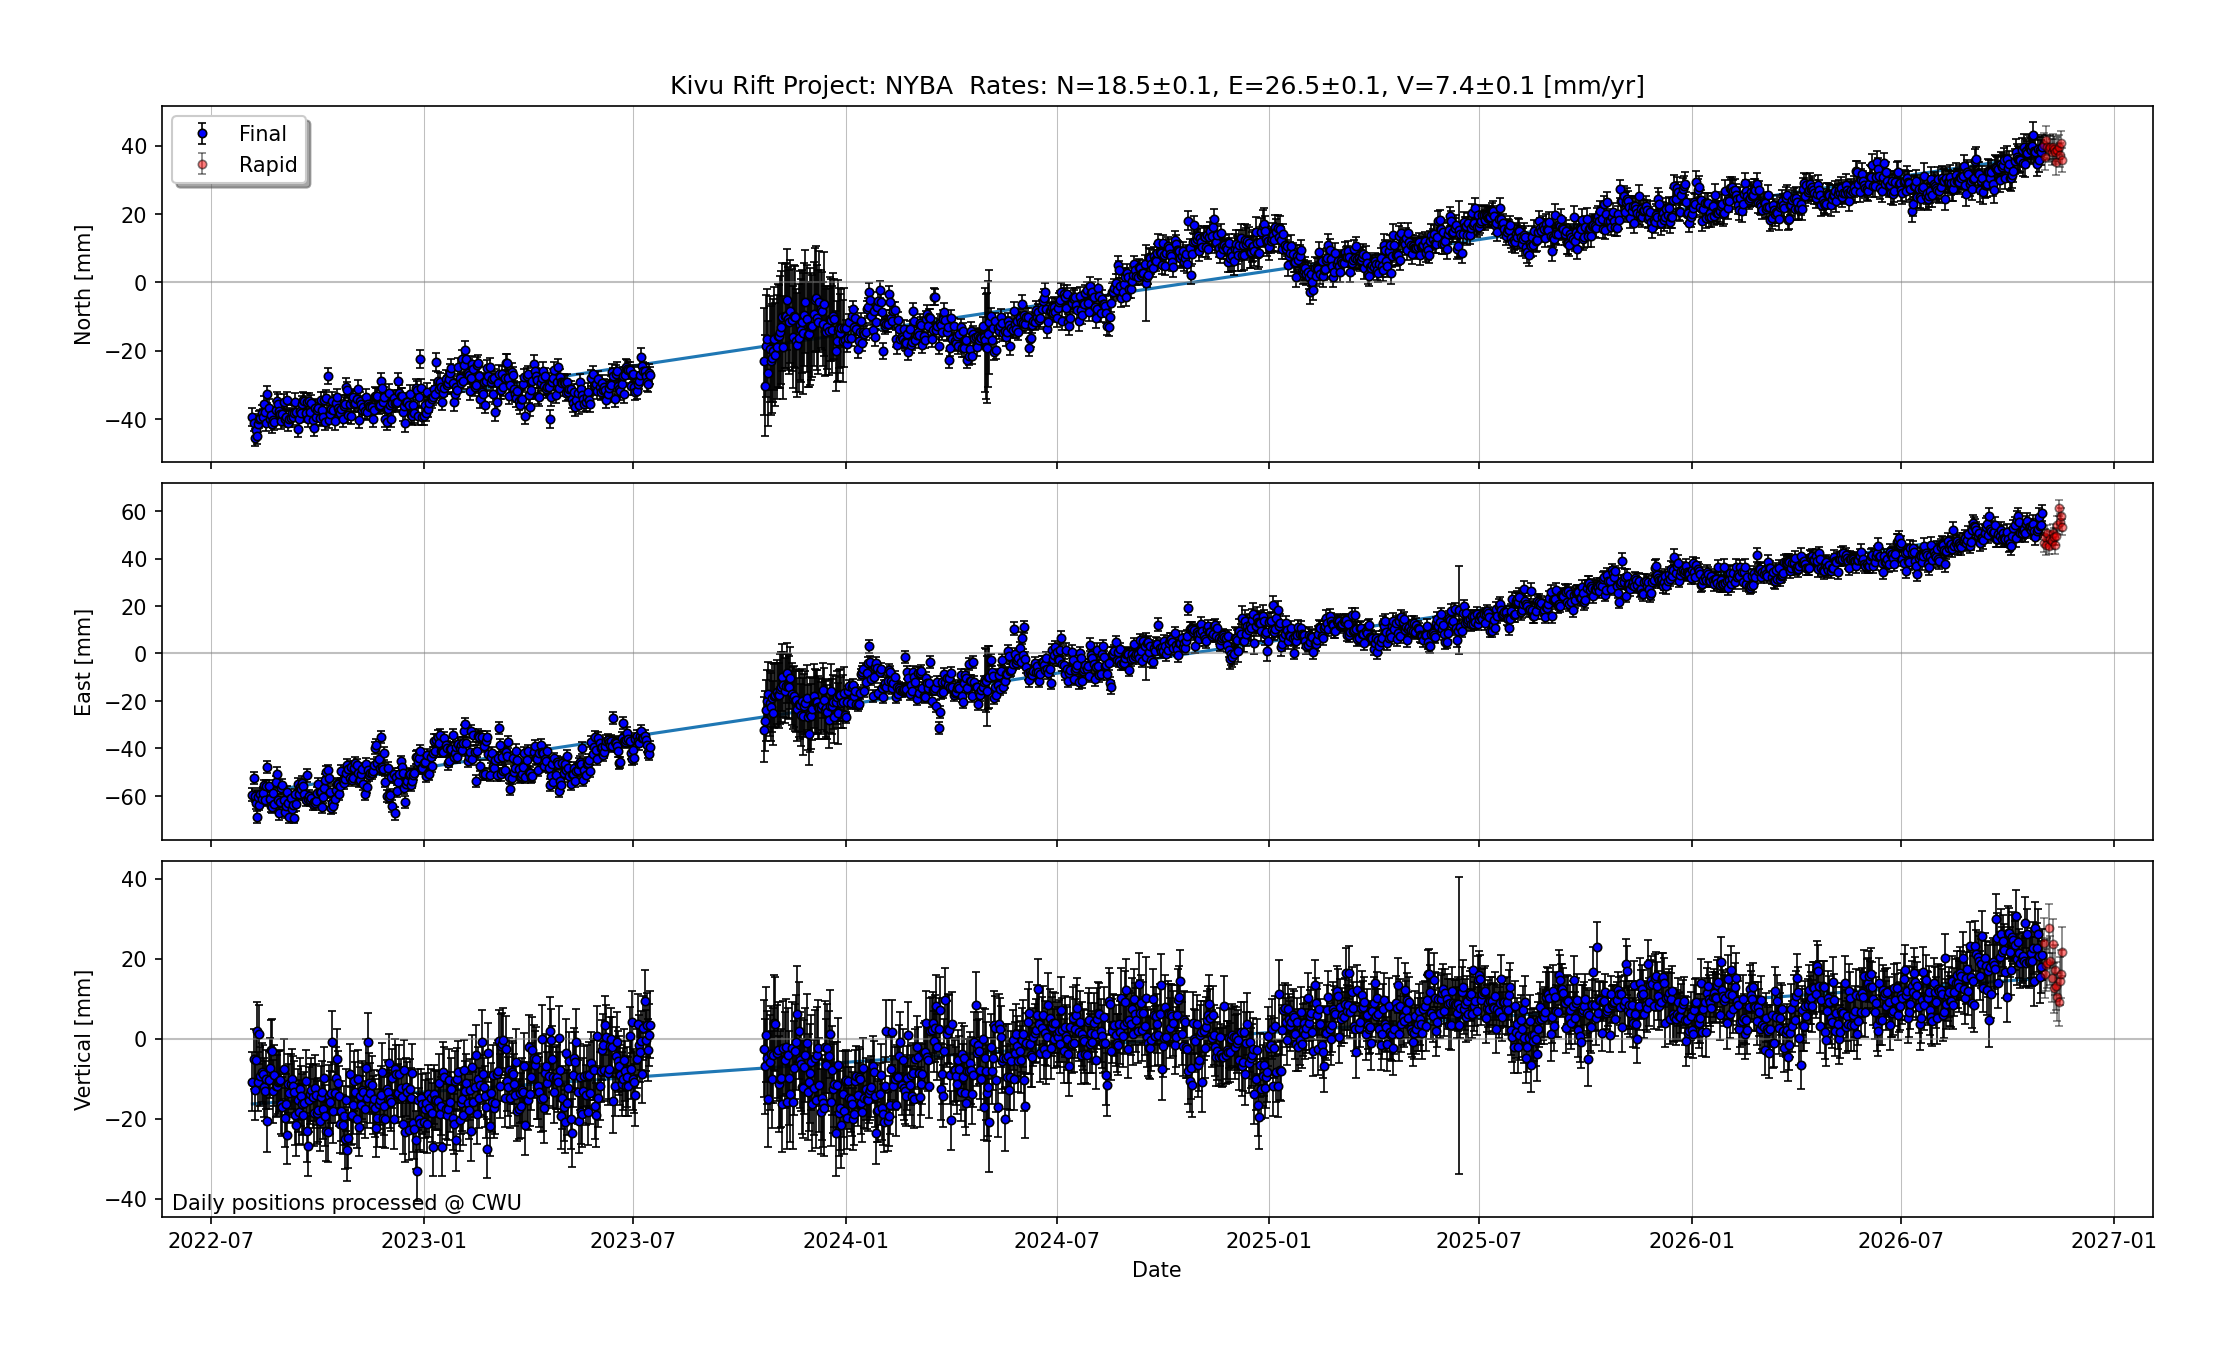 Kivu Rift Project: NYBA  Rates: N=18.5±0.1, E=26.5±0.1, V=7.4±0.1 [mm/yr]
Final
Rapid
North [mm]
40
20
0
−20
−40
East [mm]
60
40
20
0
−20
−40
−60
Vertical [mm]
40
20
0
−20
−40
Daily positions processed @ CWU
2022-07 2023-01 2023-07 2024-01 2024-07 2025-01 2025-07 2026-01 2026-07 2027-01
Date